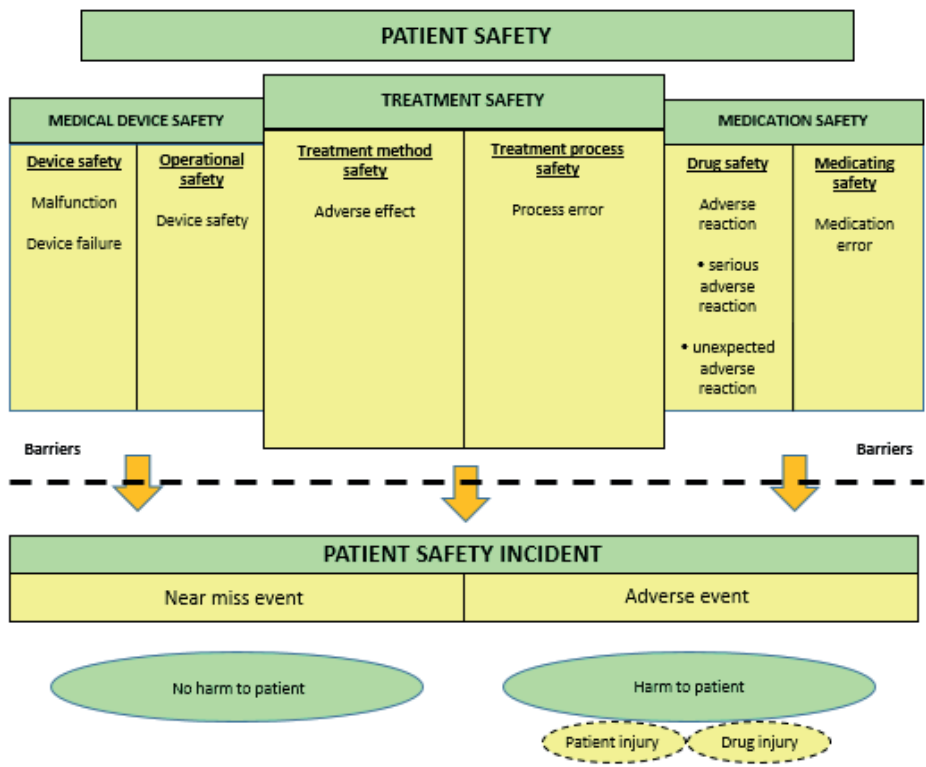 PATIENT SAFETY
TREATMENT SAFETY
MEDICAL DEVICE SAFETY
MEDICATION SAFETY
Device safety
Malfunction
Device failure
Operational
safety
Device safety
Treatment method
safety
Adverse effect
Treatment process
safety
Process error
Drug safety
Adverse
reaction
• serious
adverse
reaction
• unexpected
adverse
reaction
Medicating
safety
Medication
error
Barriers
Barriers
PATIENT SAFETY INCIDENT
Near miss event
Adverse event
No harm to patient
Harm to patient
Patient injury
Drug injury